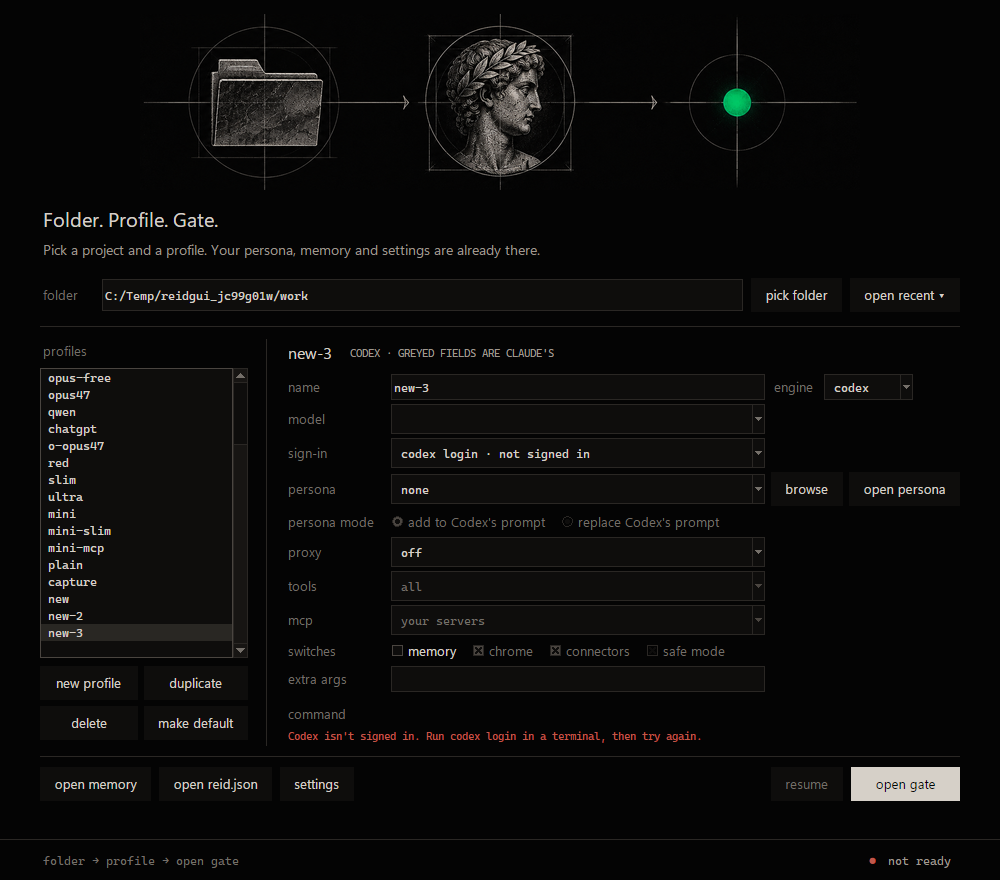 Folder. Profile. Gate.
Pick a project and a profile. Your persona, memory and settings are already there.
folder C:/Temp/reidgui_jc99g01w/work pick folder open recent ▾
profiles
opus-free
opus47
qwen
chatgpt
o-opus47
red
slim
ultra
mini
mini-slim
mini-mcp
plain
capture
new
new-2
new-3
new profile duplicate
delete make default
new-3 CODEX · GREYED FIELDS ARE CLAUDE'S
name new-3 engine codex
model
sign-in codex login · not signed in
persona none browse open persona
persona mode add to Codex's prompt replace Codex's prompt
proxy off
tools all
mcp your servers
switches memory chrome connectors safe mode
extra args
command
Codex isn't signed in. Run codex login in a terminal, then try again.
open memory open reid.json settings resume open gate
folder → profile → open gate not ready